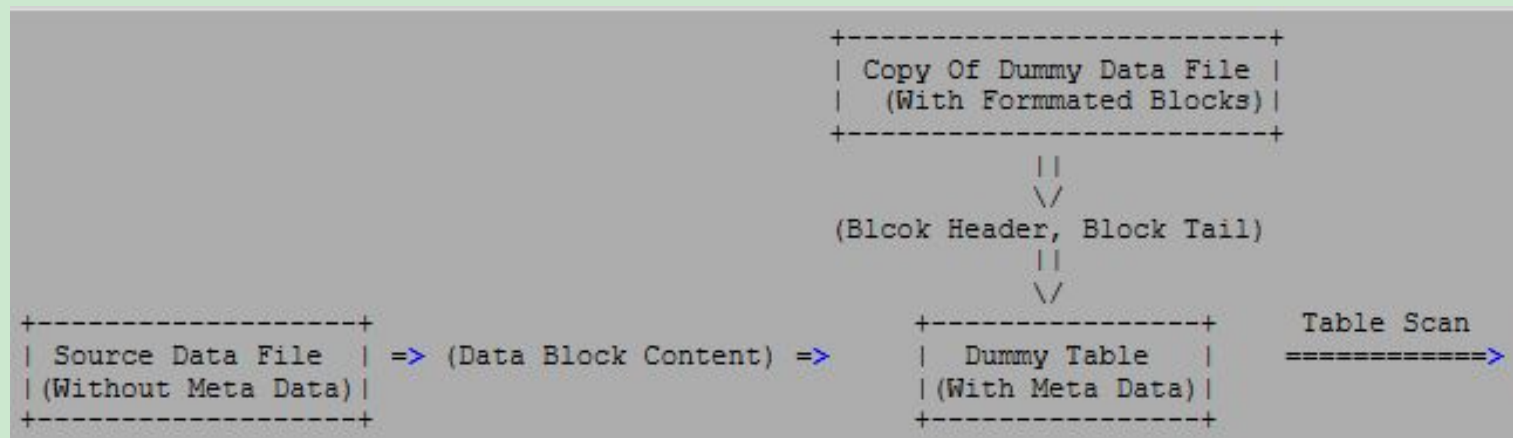 +-------------------------+
| Copy Of Dummy Data File |
|  (With Formmated Blocks)|
+-------------------------+
||
\/
(Blcok Header, Block Tail)
||
\/
+-------------------+ +----------------+ Table Scan
| Source Data File  | => (Data Block Content) => |  Dummy Table   | ============>
|(Without Meta Data)| |(With Meta Data)|
+-------------------+ +----------------+